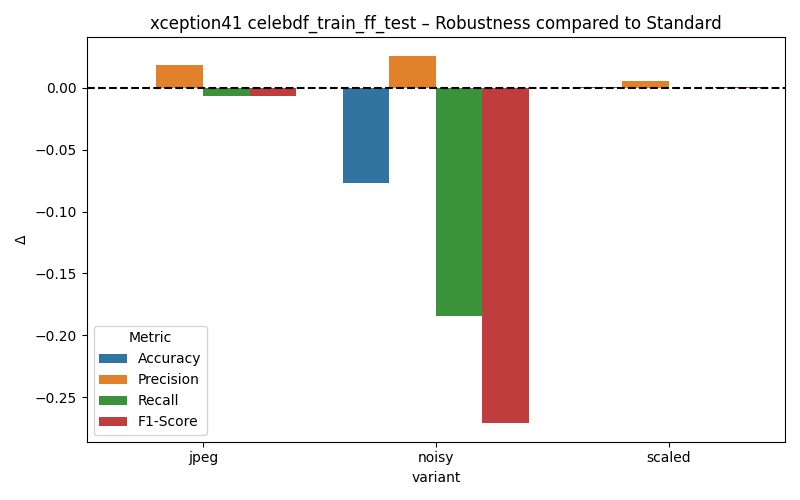 xception41 celebdf_train_ff_test – Robustness compared to Standard
0.00
−0.05
−0.10
−0.15
−0.20
−0.25
Δ
Metric
Accuracy
Precision
Recall
F1-Score
jpeg noisy scaled
variant